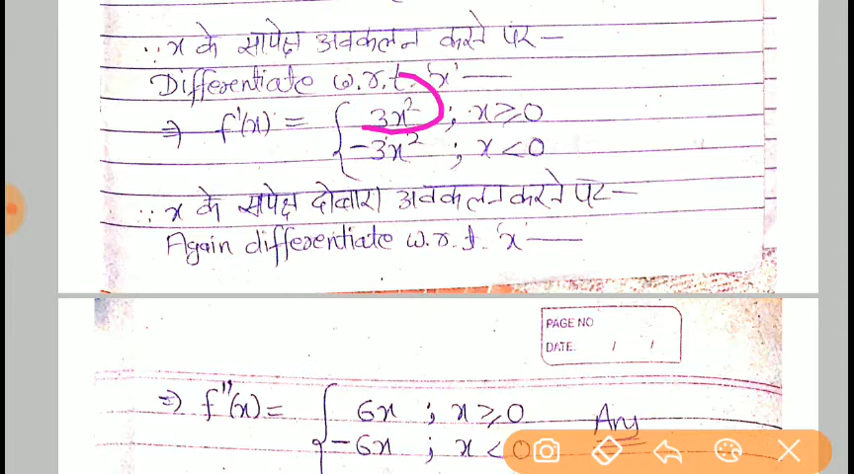 ∵ x के सापेक्ष अवकलन करने पर –
Differentiate w.r.t. 'x' —
⇒ f'(x) = { 3x² ; x ≥ 0
-3x² ; x < 0
∵ x के सापेक्ष दोबारा अवकलन करने पर –
Again differentiate w.r.t. 'x' —
PAGE NO
DATE: / /
⇒ f''(x) = { 6x ; x ≥ 0 Ans
-6x ; x < 0